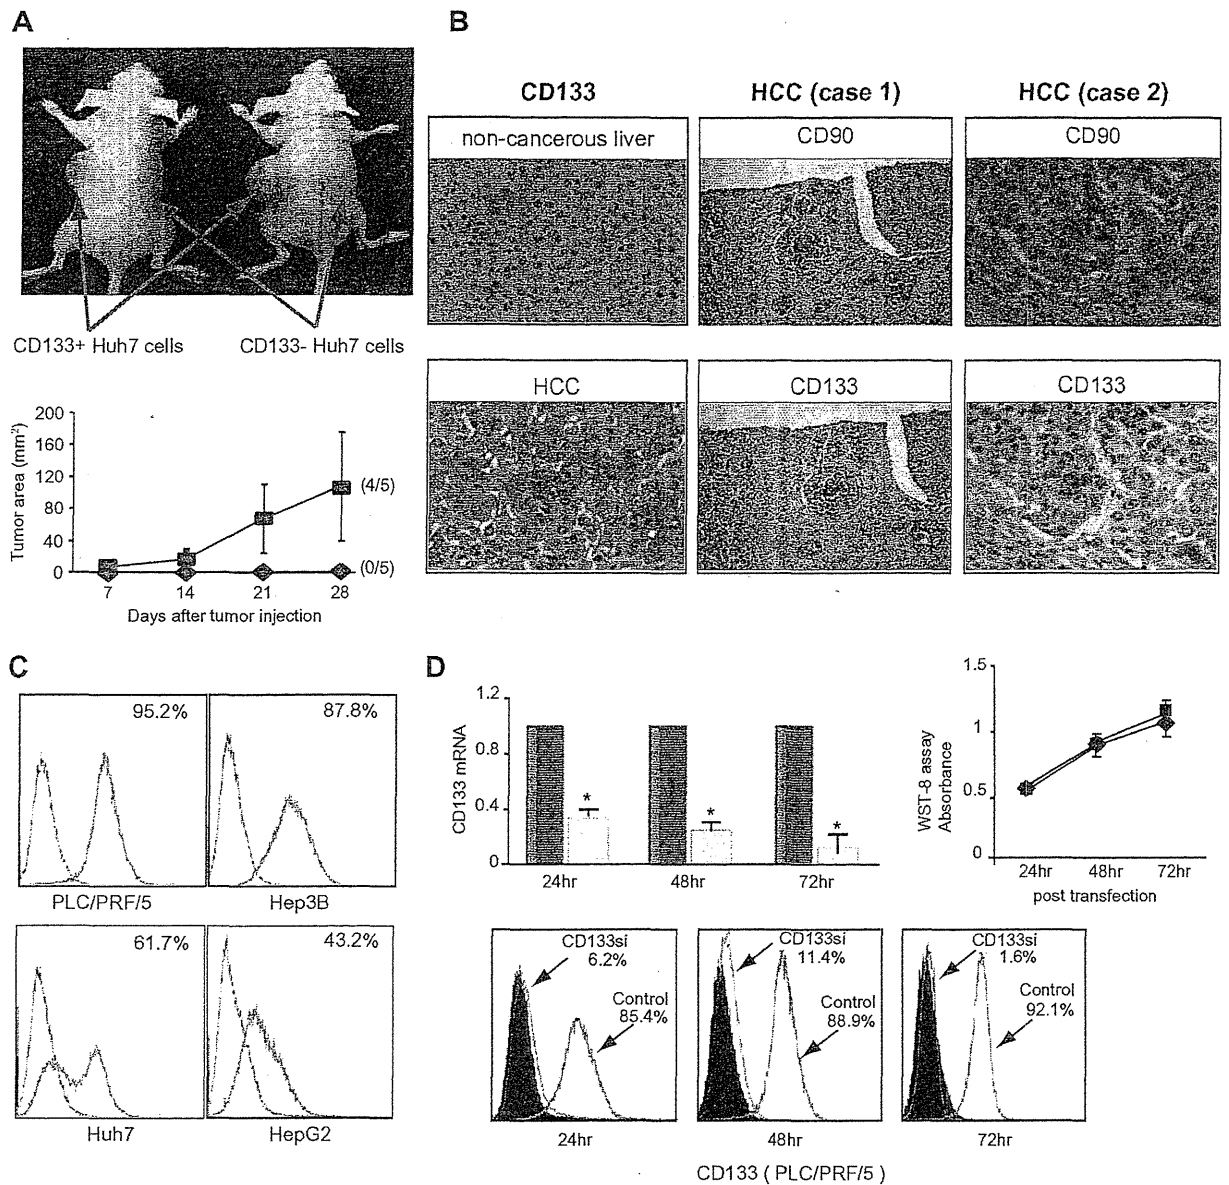 A
CD133+ Huh7 cells
CD133- Huh7 cells
Tumor area (mm²)
200
160
120
80
40
0
(4/5)
(0/5)
7 14 21 28
Days after tumor injection
B
CD133
HCC (case 1)
HCC (case 2)
non-cancerous liver
CD90
CD90
HCC
CD133
CD133
C
95.2%
87.8%
PLC/PRF/5
Hep3B
61.7%
43.2%
Huh7
HepG2
D
CD133 mRNA
1.2
0.8
0.4
0
*
*
*
24hr 48hr 72hr
WST-8 assay
Absorbance
1.5
1
0.5
0
24hr 48hr 72hr
post transfection
CD133si
6.2%
Control
85.4%
24hr
CD133si
11.4%
Control
88.9%
48hr
CD133si
1.6%
Control
92.1%
72hr
CD133 ( PLC/PRF/5 )